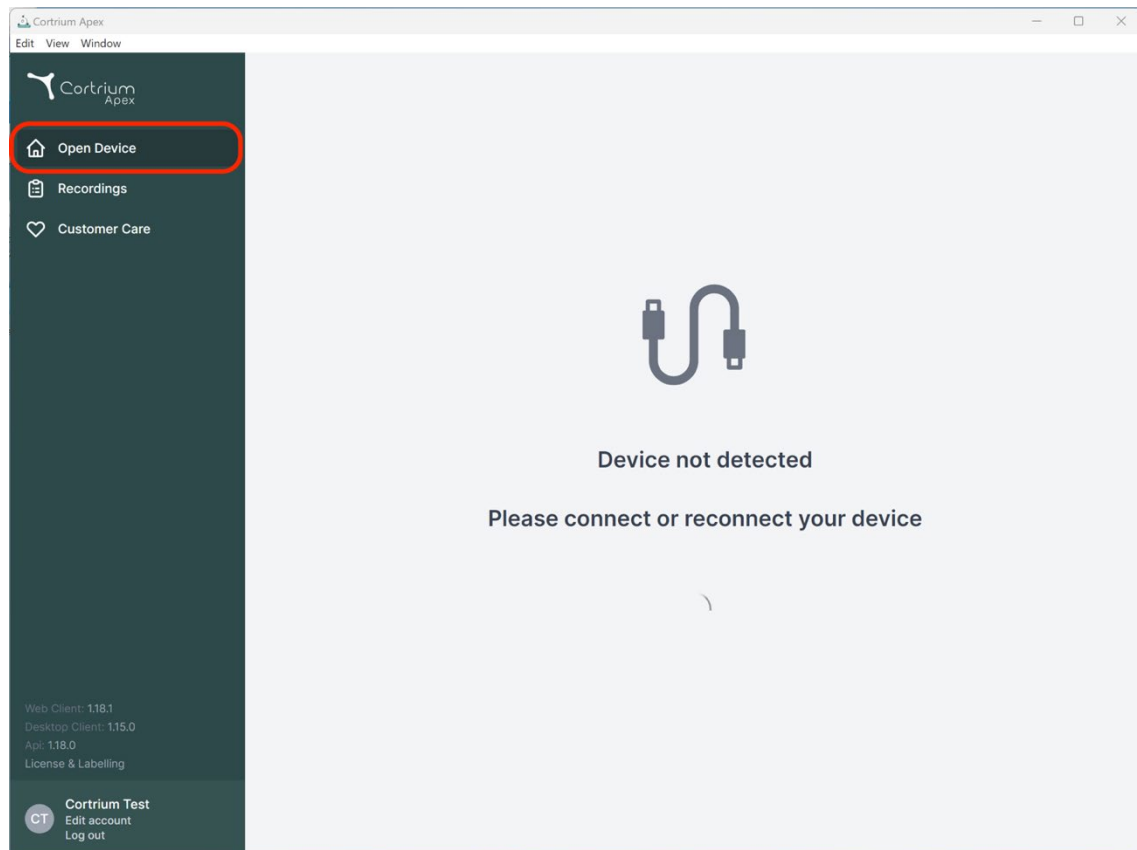 Cortrium Apex
Edit View Window
Cortrium
Apex
Open Device
Recordings
Customer Care
Device not detected
Please connect or reconnect your device
Web Client: 1.18.1
Desktop Client: 1.15.0
Api: 1.18.0
License & Labelling
CT
Cortrium Test
Edit account
Log out